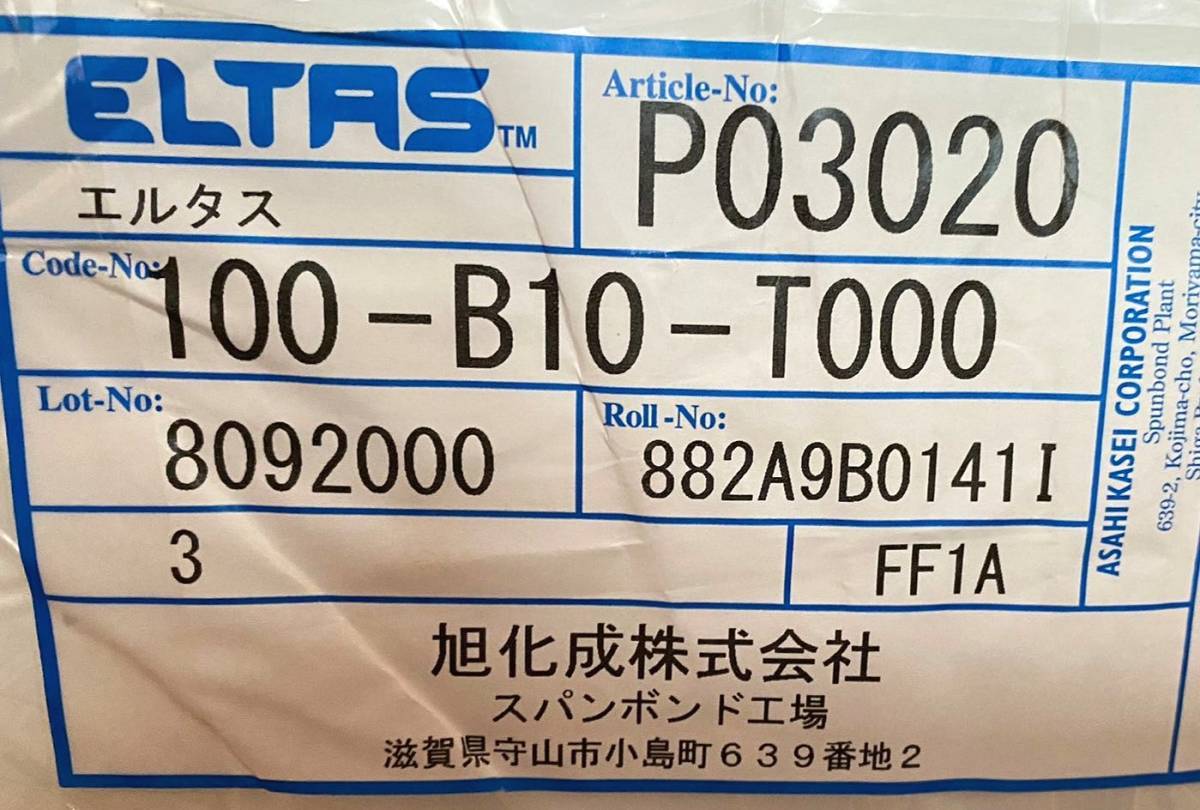 ELTAS™
エルタス
Article-No:
P03020
Code-No:
100-B10-T000
Lot-No:
8092000
Roll-No:
882A9B0141I
3
FF1A
旭化成株式会社
スパンボンド工場
滋賀県守山市小島町639番地2
ASAHI KASEI CORPORATION
Spunbond Plant
639-2, Kojima-cho, Moriyama-city
Shiga